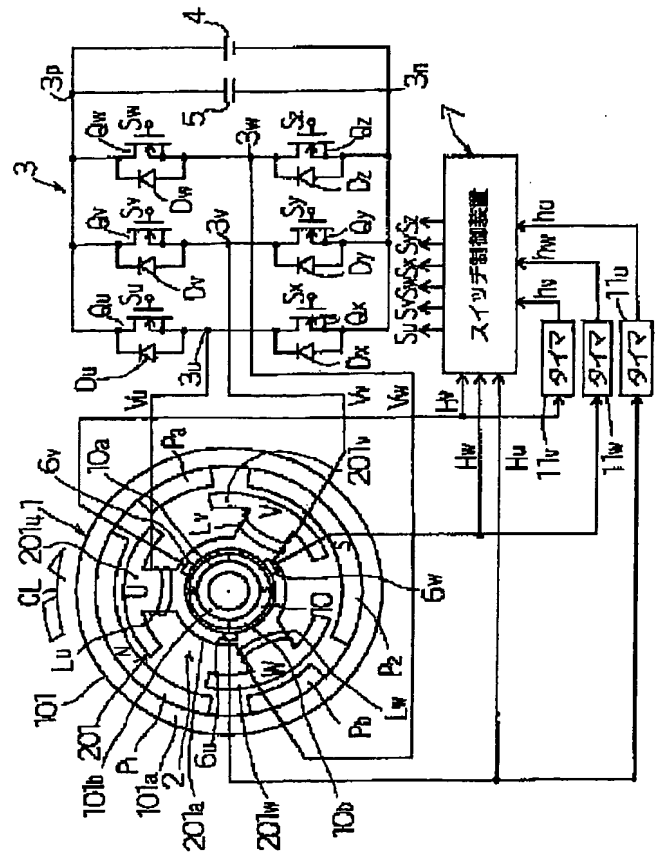 3
3p
4
5
3n
Qw
Sw
Qv
Sv
Qu
Su
Dw
Dv
Du
3w
3v
3u
Sz
Qz
Dz
Sy
Qy
Dy
Sx
Qx
Dx
Vu
Vv
Vw
7
Su Sv Sw Sx Sy Sz
スイッチ制御装置
Hv
Hw
Hu
hv
hw
hu
タイマ
タイマ
タイマ
11v
11w
11u
CL
201u,1
101
201
101b
P1
101a
2
201a
6u
201w
10b
Lw
Pb
P2
6w
10
201v
10a
6v
Pa
Lu
Lv
U
V
W
N
S